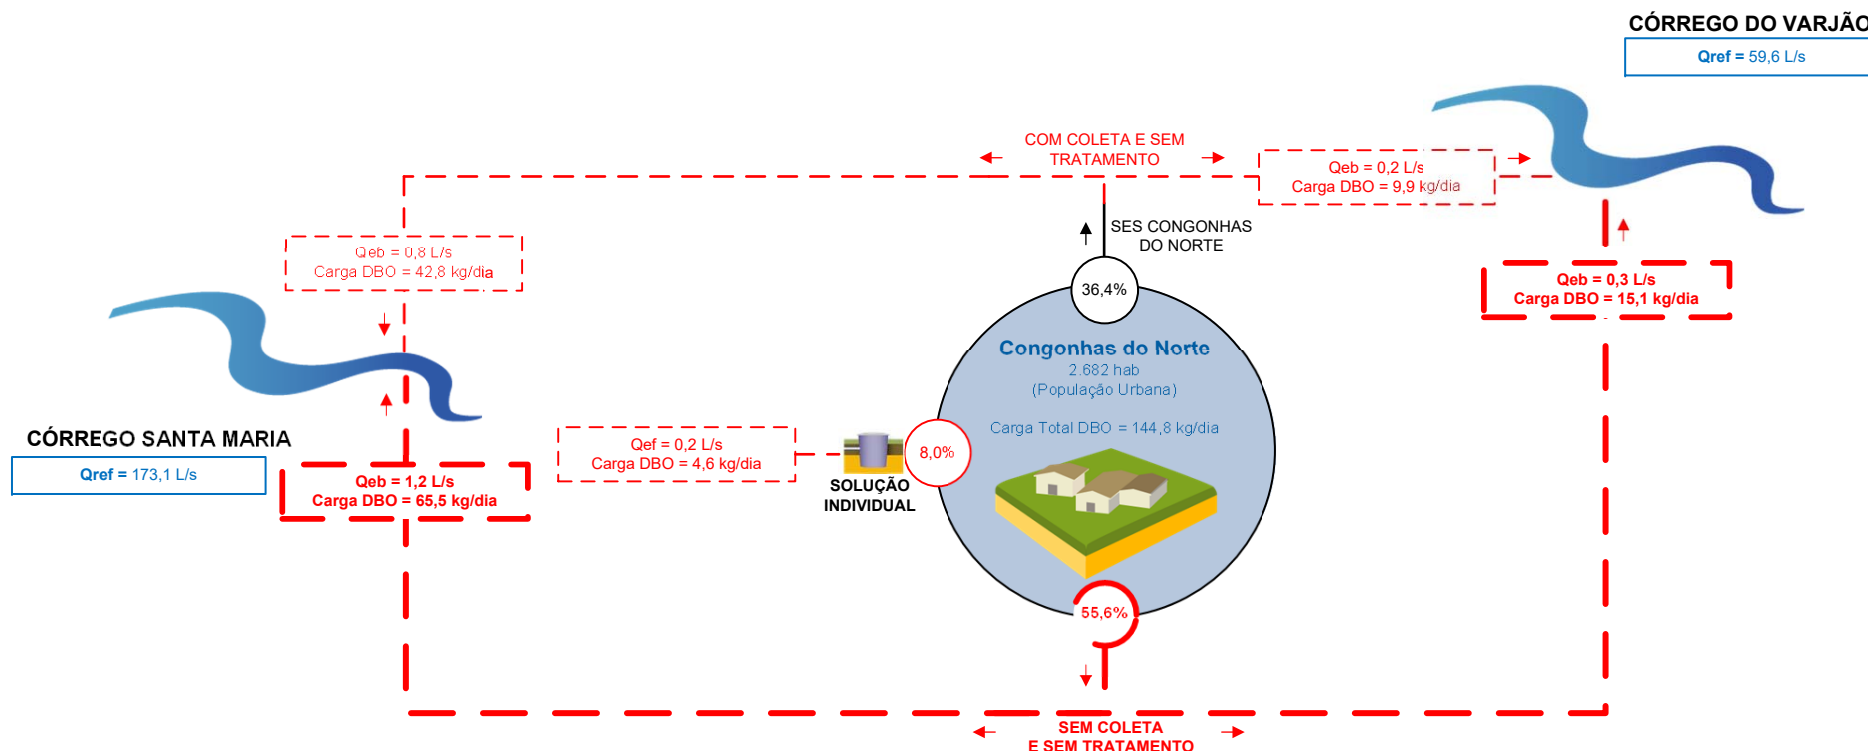 CÓRREGO DO VARJÃO
Qref = 59,6 L/s
COM COLETA E SEM
TRATAMENTO
Qeb = 0,2 L/s
Carga DBO = 9,9 kg/dia
SES CONGONHAS
DO NORTE
Qeb = 0,8 L/s
Carga DBO = 42,8 kg/dia
36,4%
Qeb = 0,3 L/s
Carga DBO = 15,1 kg/dia
Congonhas do Norte
2.682 hab
(População Urbana)
Carga Total DBO = 144,8 kg/dia
CÓRREGO SANTA MARIA
Qref = 173,1 L/s
Qef = 0,2 L/s
Carga DBO = 4,6 kg/dia
8,0%
SOLUÇÃO
INDIVIDUAL
Qeb = 1,2 L/s
Carga DBO = 65,5 kg/dia
55,6%
SEM COLETA
E SEM TRATAMENTO